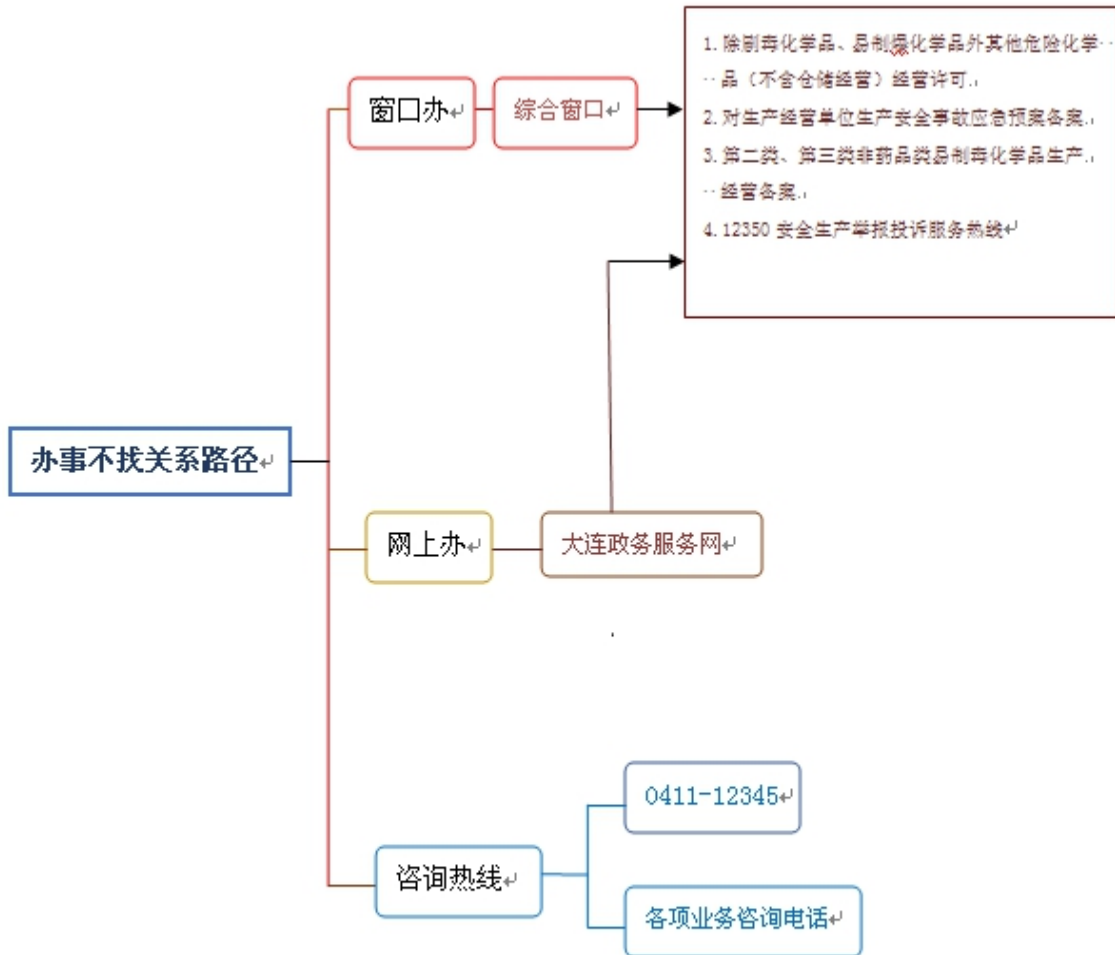 1. 除剧毒化学品、易制爆化学品外其他危险化学
品（不含仓储经营）经营许可.
2. 对生产经营单位生产安全事故应急预案备案.
3. 第二类、第三类非药品类易制毒化学品生产.
经营备案.
4. 12350 安全生产举报投诉服务热线
窗口办
综合窗口
办事不找关系路径
网上办
大连政务服务网
咨询热线
0411-12345
各项业务咨询电话